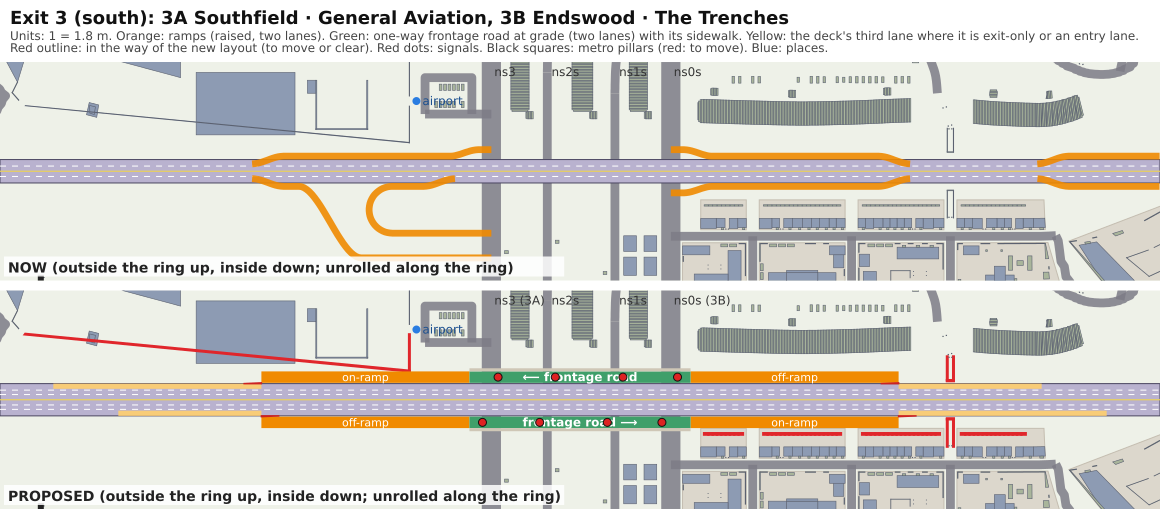 Exit 3 (south): 3A Southfield · General Aviation, 3B Endswood · The Trenches
Units: 1 = 1.8 m. Orange: ramps (raised, two lanes). Green: one-way frontage road at grade (two lanes) with its sidewalk. Yellow: the deck's third lane where it is exit-only or an entry lane.
Red outline: in the way of the new layout (to move or clear). Red dots: signals. Black squares: metro pillars (red: to move). Blue: places.
ns3 ns2s ns1s ns0s
airport
NOW (outside the ring up, inside down; unrolled along the ring)
ns3 (3A) ns2s ns1s ns0s (3B)
airport
on-ramp ⟵ frontage road off-ramp
off-ramp frontage road ⟶ on-ramp
PROPOSED (outside the ring up, inside down; unrolled along the ring)